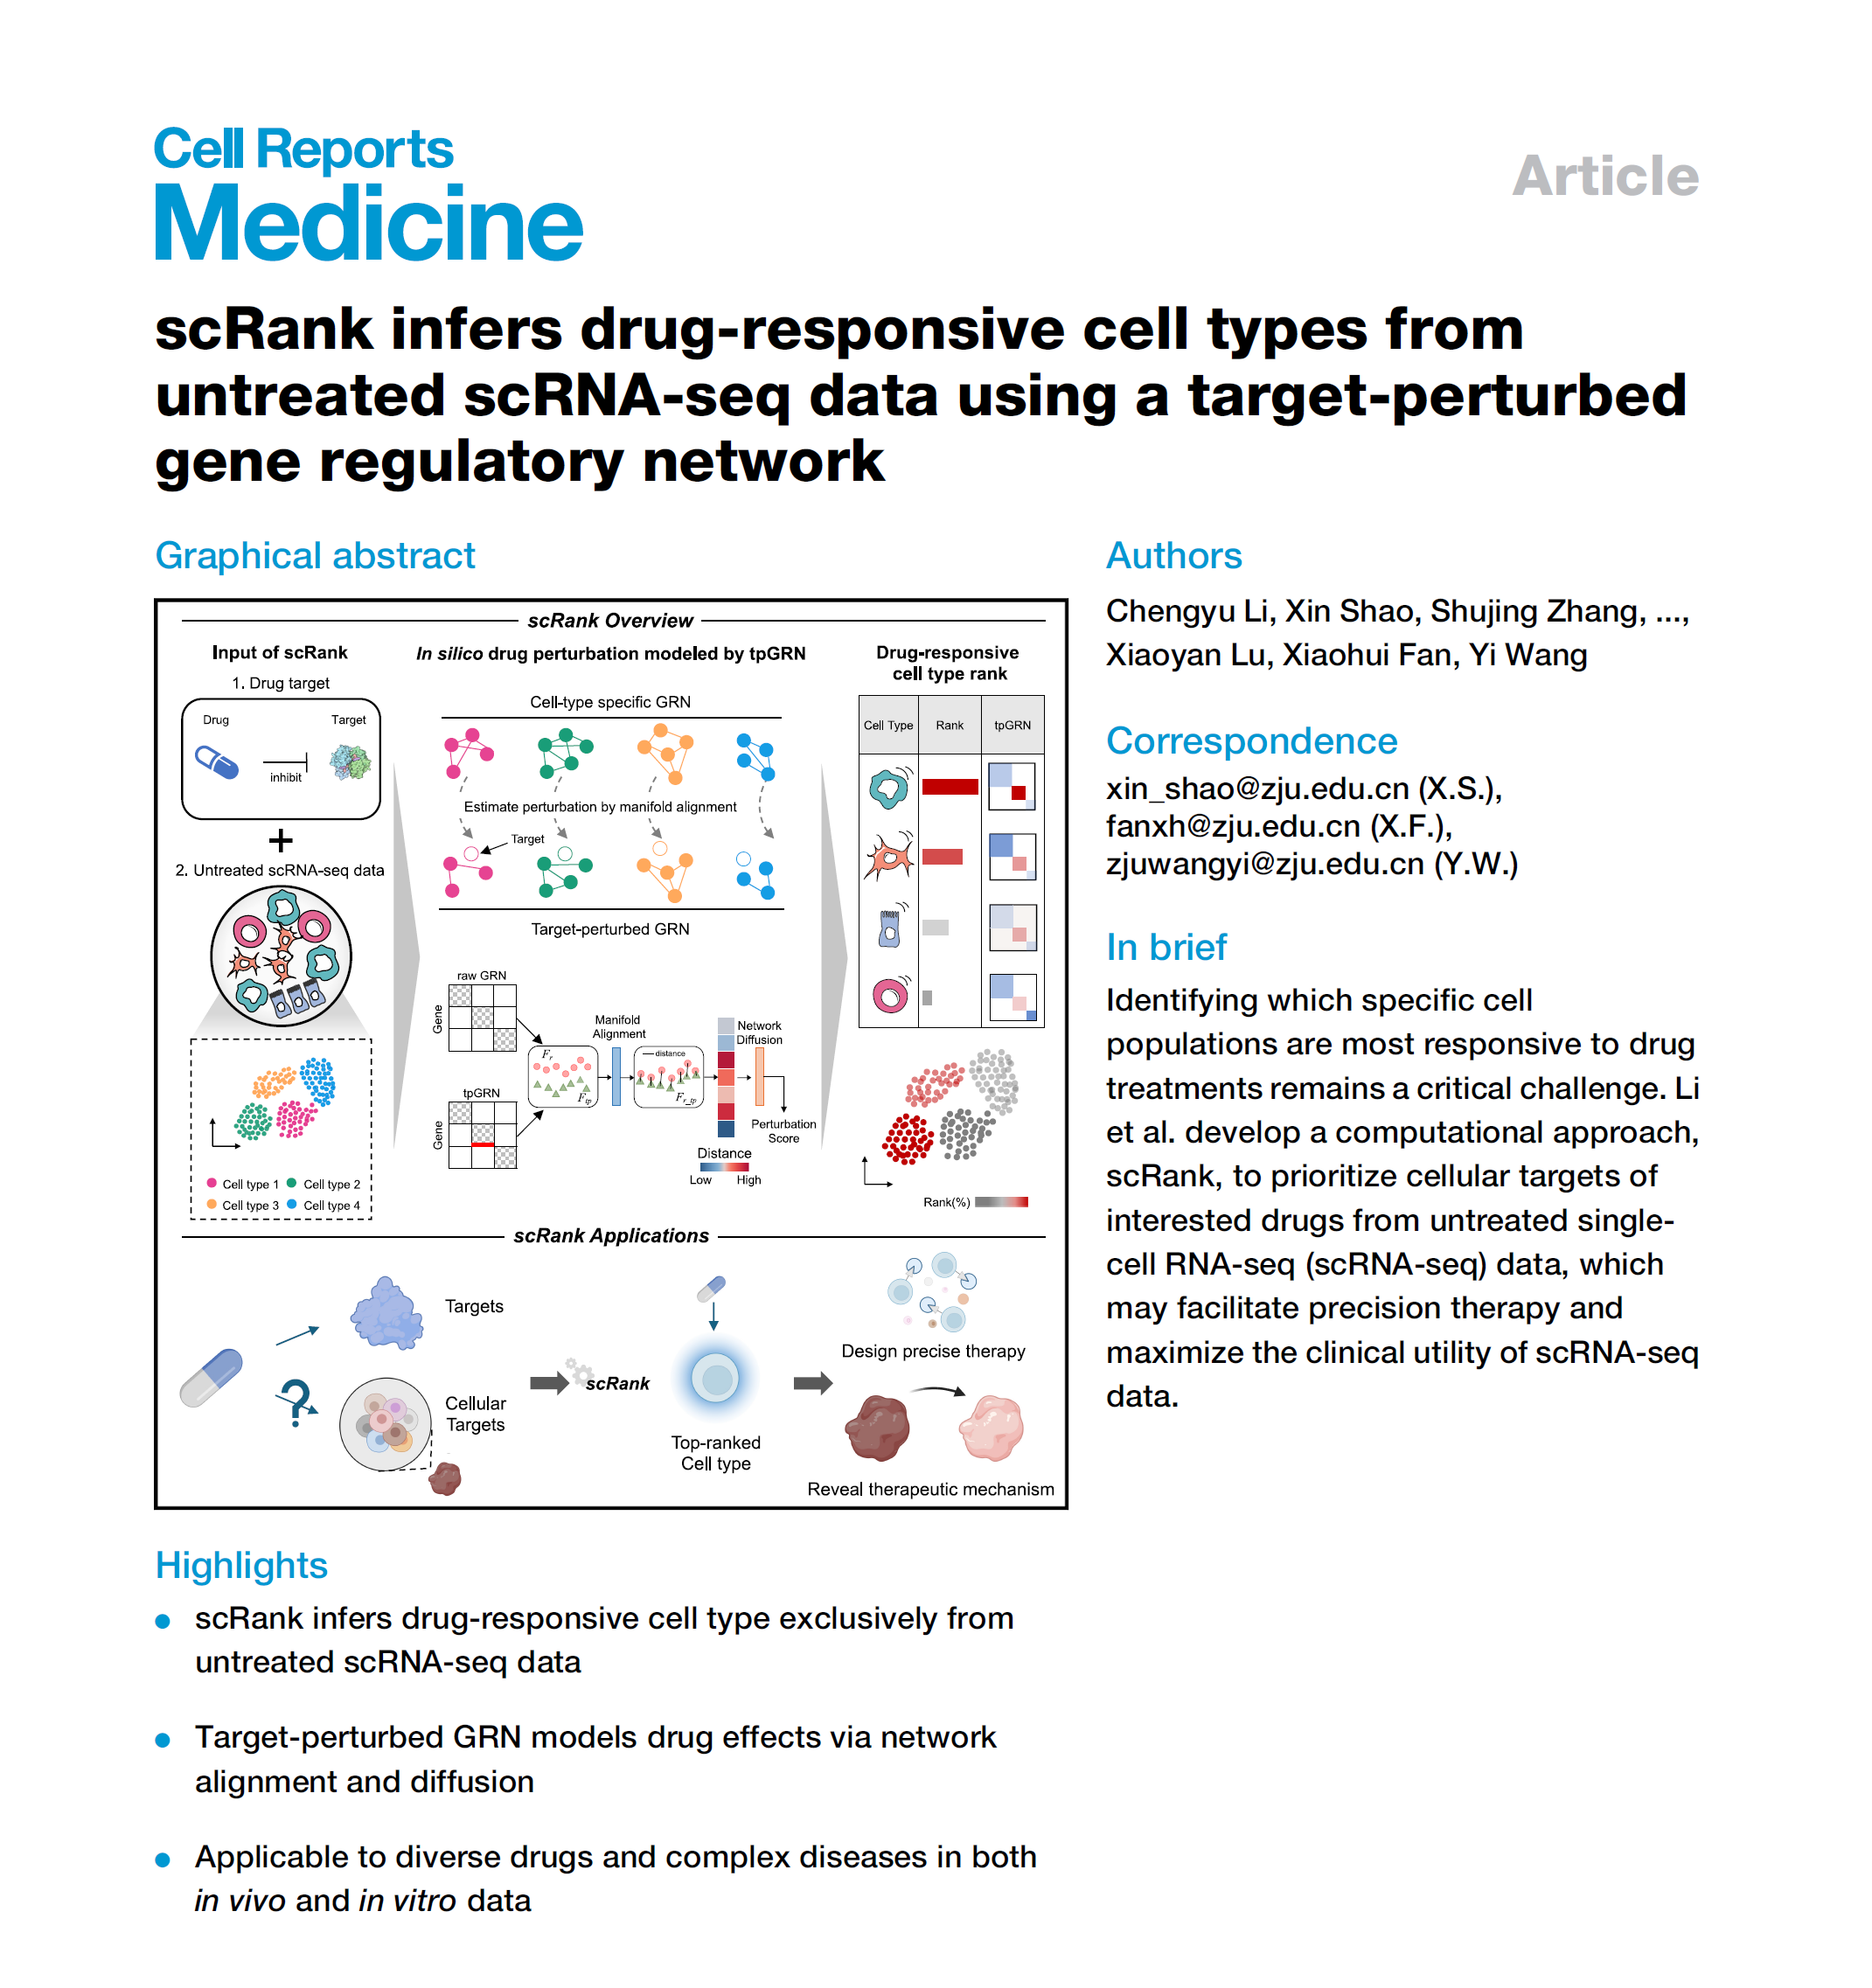 Cell Reports
Medicine
Article
scRank infers drug-responsive cell types from
untreated scRNA-seq data using a target-perturbed
gene regulatory network
Graphical abstract
scRank Overview
Input of scRank
1. Drug target
Drug
Target
inhibit
+
2. Untreated scRNA-seq data
Cell type 1
Cell type 2
Cell type 3
Cell type 4
In silico drug perturbation modeled by tpGRN
Cell-type specific GRN
Estimate perturbation by manifold alignment
Target
Target-perturbed GRN
raw GRN
Gene
tpGRN
Gene
F_r
F_tp
Manifold
Alignment
distance
F_r_tp
Network
Diffusion
Perturbation
Score
Distance
Low
High
Drug-responsive
cell type rank
Cell Type
Rank
tpGRN
Rank(%)
scRank Applications
Targets
?
Cellular
Targets
scRank
Top-ranked
Cell type
Design precise therapy
Reveal therapeutic mechanism
Authors
Chengyu Li, Xin Shao, Shujing Zhang, ...,
Xiaoyan Lu, Xiaohui Fan, Yi Wang
Correspondence
xin_shao@zju.edu.cn (X.S.),
fanxh@zju.edu.cn (X.F.),
zjuwangyi@zju.edu.cn (Y.W.)
In brief
Identifying which specific cell
populations are most responsive to drug
treatments remains a critical challenge. Li
et al. develop a computational approach,
scRank, to prioritize cellular targets of
interested drugs from untreated single-
cell RNA-seq (scRNA-seq) data, which
may facilitate precision therapy and
maximize the clinical utility of scRNA-seq
data.
Highlights
● scRank infers drug-responsive cell type exclusively from
untreated scRNA-seq data
● Target-perturbed GRN models drug effects via network
alignment and diffusion
● Applicable to diverse drugs and complex diseases in both
in vivo and in vitro data